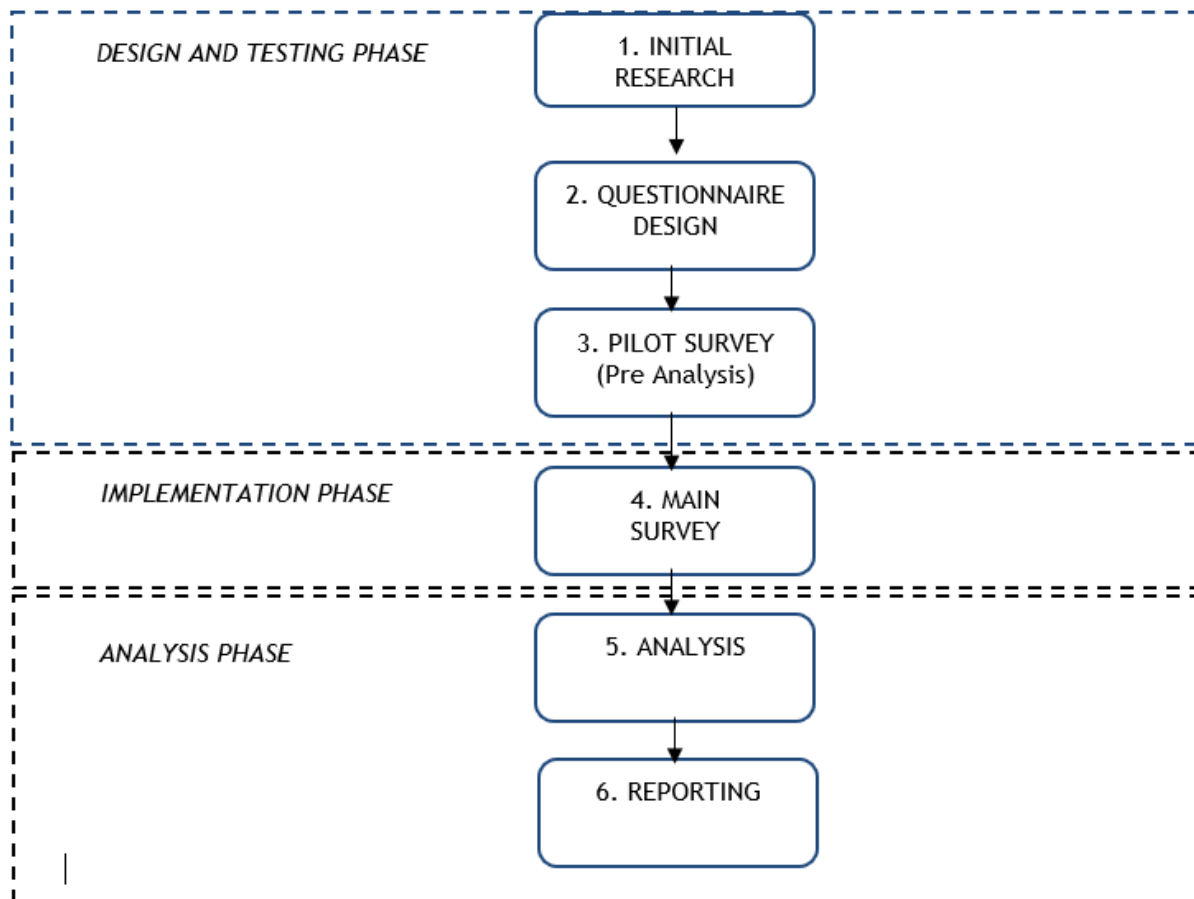 DESIGN AND TESTING PHASE
1. INITIAL
RESEARCH
2. QUESTIONNAIRE
DESIGN
3. PILOT SURVEY
(Pre Analysis)
IMPLEMENTATION PHASE
4. MAIN
SURVEY
ANALYSIS PHASE
5. ANALYSIS
6. REPORTING